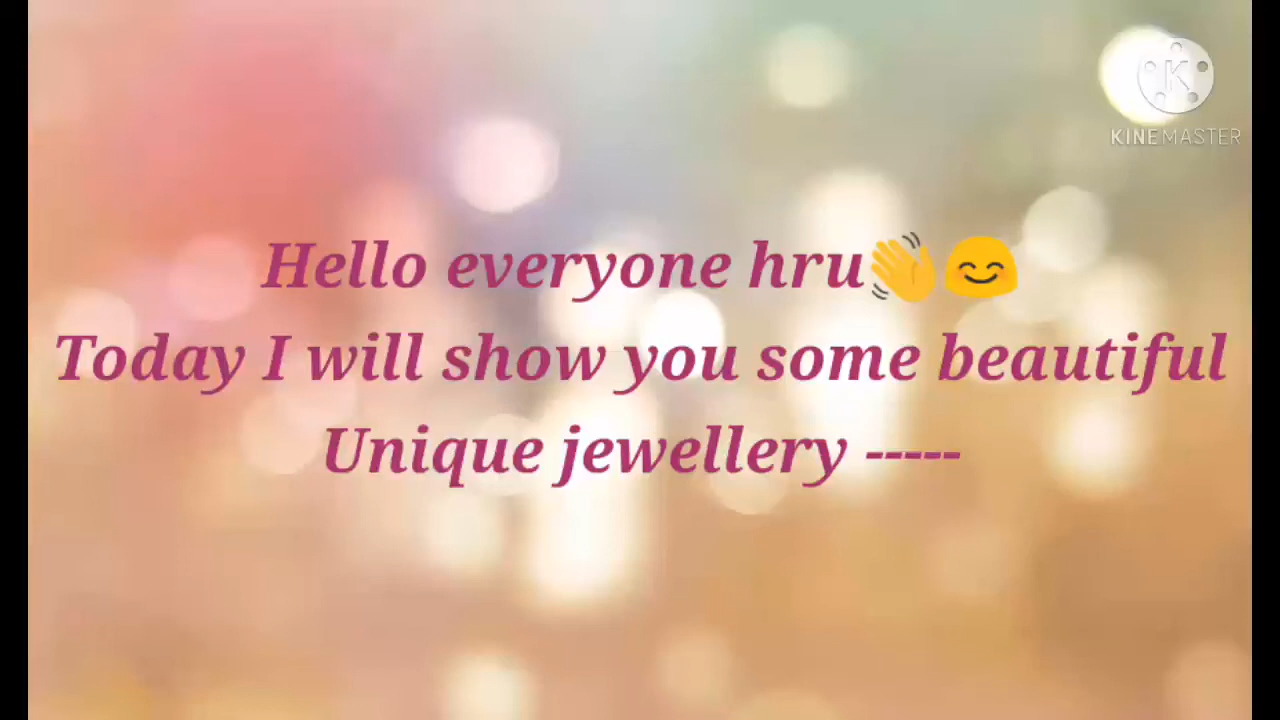 KINEMASTER
Hello everyone hru👋😊
Today I will show you some beautiful
Unique jewellery -----